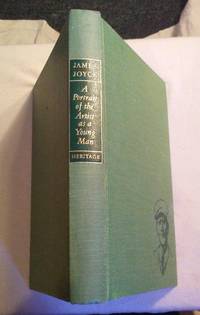 JAMES
JOYCE
A
Portrait
of the
Artist
as a
Young
Man
HERITAGE